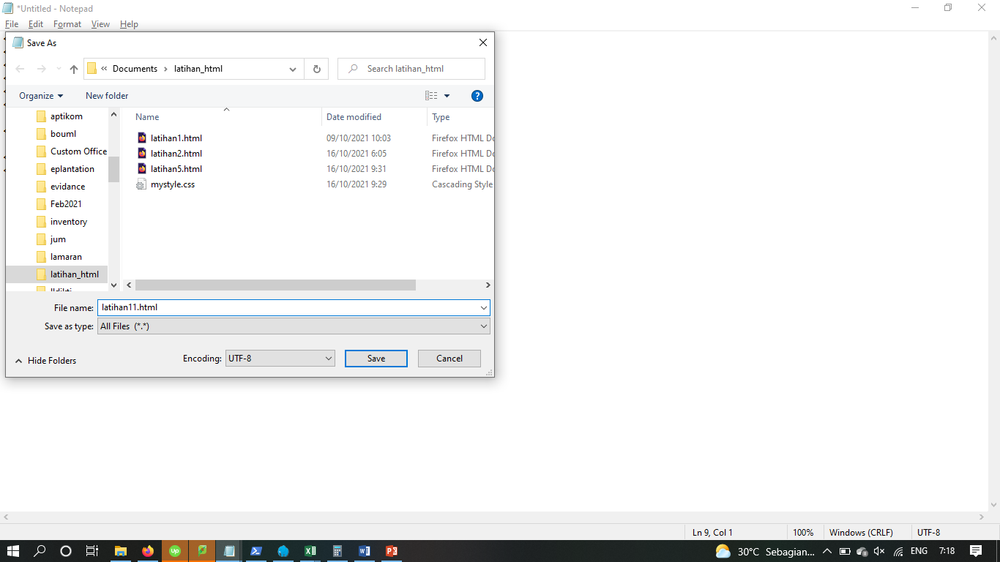 *Untitled - Notepad
File Edit Format View Help
Save As
« Documents › latihan_html
Search latihan_html
Organize New folder
aptikom
bouml
Custom Office
eplantation
evidance
Feb2021
inventory
jum
lamaran
latihan_html
Name Date modified Type
latihan1.html 09/10/2021 10:03 Firefox HTML Do
latihan2.html 16/10/2021 6:05 Firefox HTML Do
latihan5.html 16/10/2021 9:31 Firefox HTML Do
mystyle.css 16/10/2021 9:29 Cascading Style
File name: latihan11.html
Save as type: All Files (*.*)
Hide Folders Encoding: UTF-8 Save Cancel
Ln 9, Col 1 100% Windows (CRLF) UTF-8
30°C Sebagian... ENG 7:18